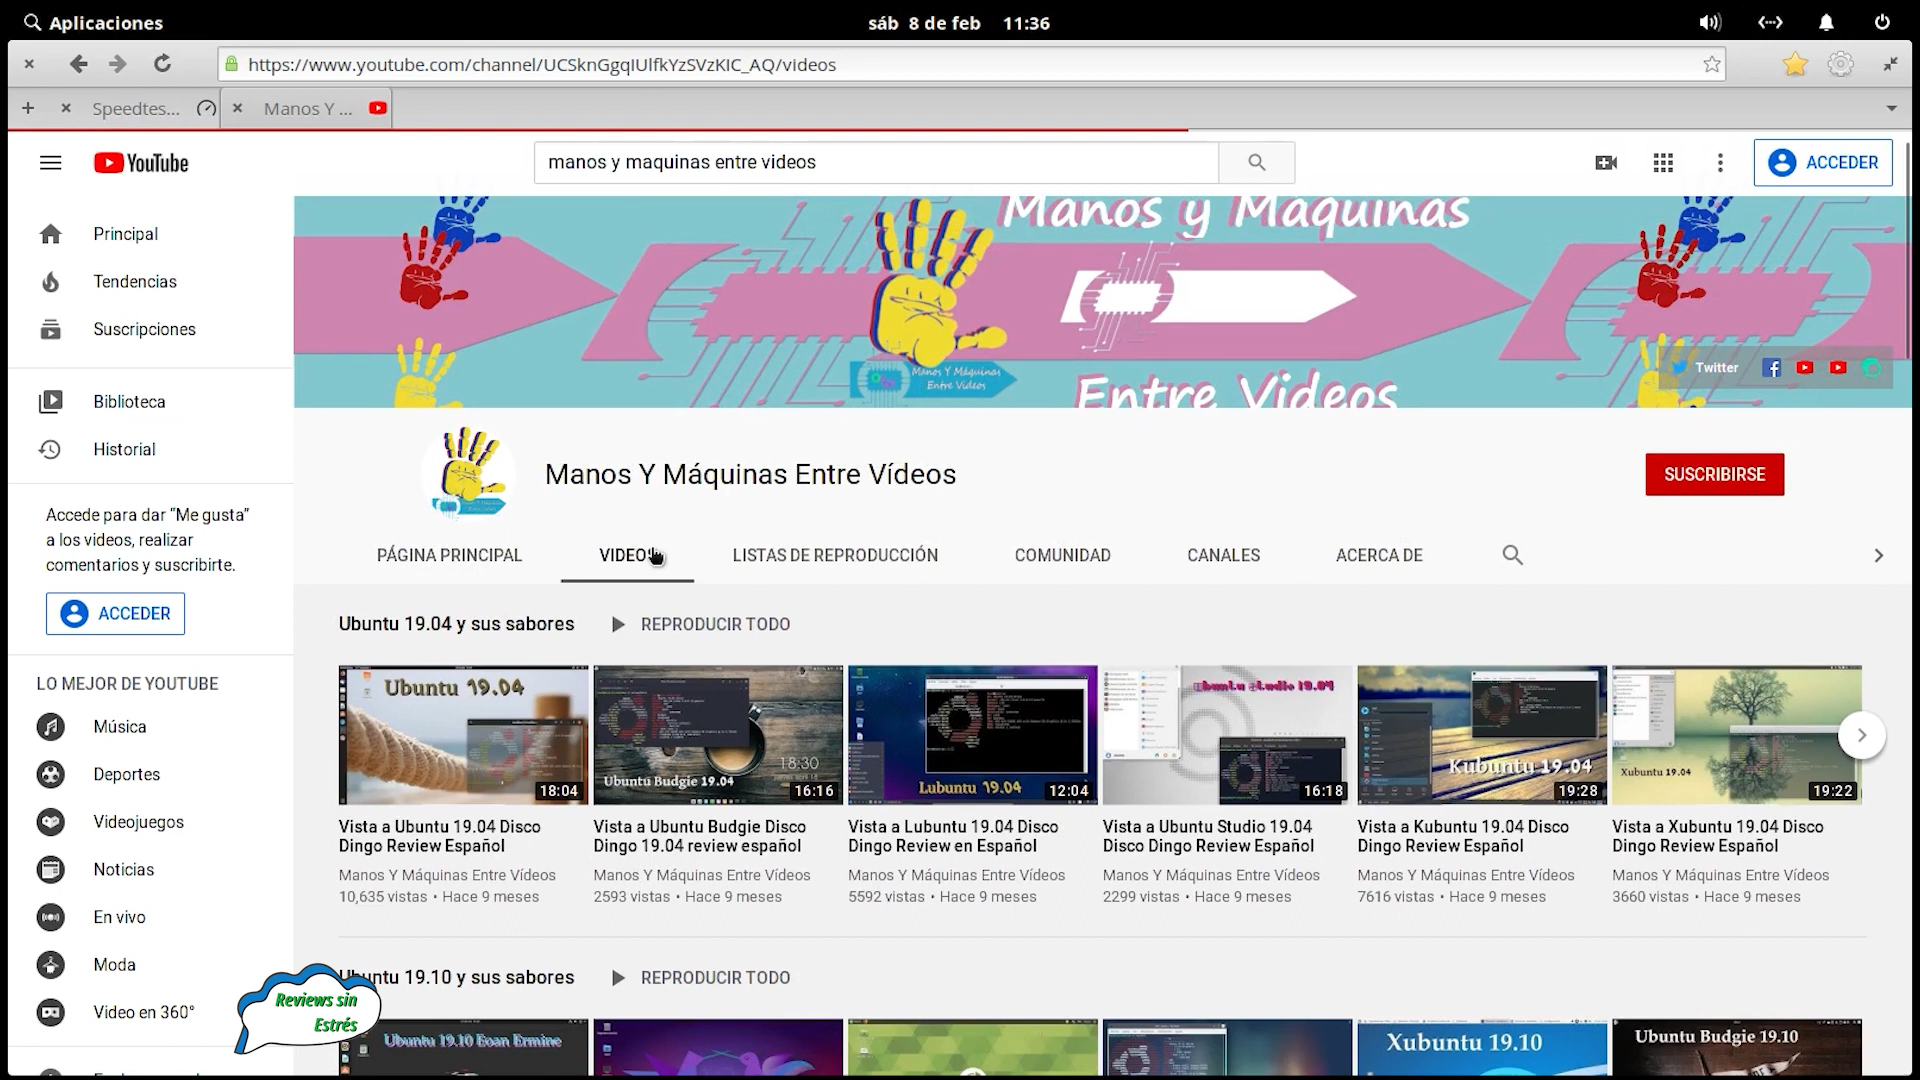 Aplicaciones
sáb 8 de feb 11:36
https://www.youtube.com/channel/UCSknGgqIUlfkYzSVzKIC_AQ/videos
Speedtes...
Manos Y ...
YouTube
manos y maquinas entre videos
ACCEDER
Principal
Tendencias
Suscripciones
Biblioteca
Historial
Accede para dar “Me gusta”
a los videos, realizar
comentarios y suscribirte.
ACCEDER
LO MEJOR DE YOUTUBE
Música
Deportes
Videojuegos
Noticias
En vivo
Moda
Video en 360°
Manos y Maquinas
Entre Videos
Manos Y Máquinas
Entre Videos
Twitter
Manos Y Máquinas Entre Vídeos
SUSCRIBIRSE
PÁGINA PRINCIPAL
VIDEOS
LISTAS DE REPRODUCCIÓN
COMUNIDAD
CANALES
ACERCA DE
Ubuntu 19.04 y sus sabores
REPRODUCIR TODO
Ubuntu 19.04
18:04
Vista a Ubuntu 19.04 Disco
Dingo Review Español
Manos Y Máquinas Entre Vídeos
10,635 vistas • Hace 9 meses
18:30
Ubuntu Budgie 19.04
16:16
Vista a Ubuntu Budgie Disco
Dingo 19.04 review español
Manos Y Máquinas Entre Vídeos
2593 vistas • Hace 9 meses
Lubuntu 19.04
12:04
Vista a Lubuntu 19.04 Disco
Dingo Review en Español
Manos Y Máquinas Entre Vídeos
5592 vistas • Hace 9 meses
Ubuntu Studio 19.04
16:18
Vista a Ubuntu Studio 19.04
Disco Dingo Review Español
Manos Y Máquinas Entre Vídeos
2299 vistas • Hace 9 meses
Kubuntu 19.04
19:28
Vista a Kubuntu 19.04 Disco
Dingo Review Español
Manos Y Máquinas Entre Vídeos
7616 vistas • Hace 9 meses
Xubuntu 19.04
19:22
Vista a Xubuntu 19.04 Disco
Dingo Review Español
Manos Y Máquinas Entre Vídeos
3660 vistas • Hace 9 meses
Ubuntu 19.10 y sus sabores
REPRODUCIR TODO
Ubuntu 19.10 Eoan Ermine
Xubuntu 19.10
Ubuntu Budgie 19.10
Reviews sin
Estrés